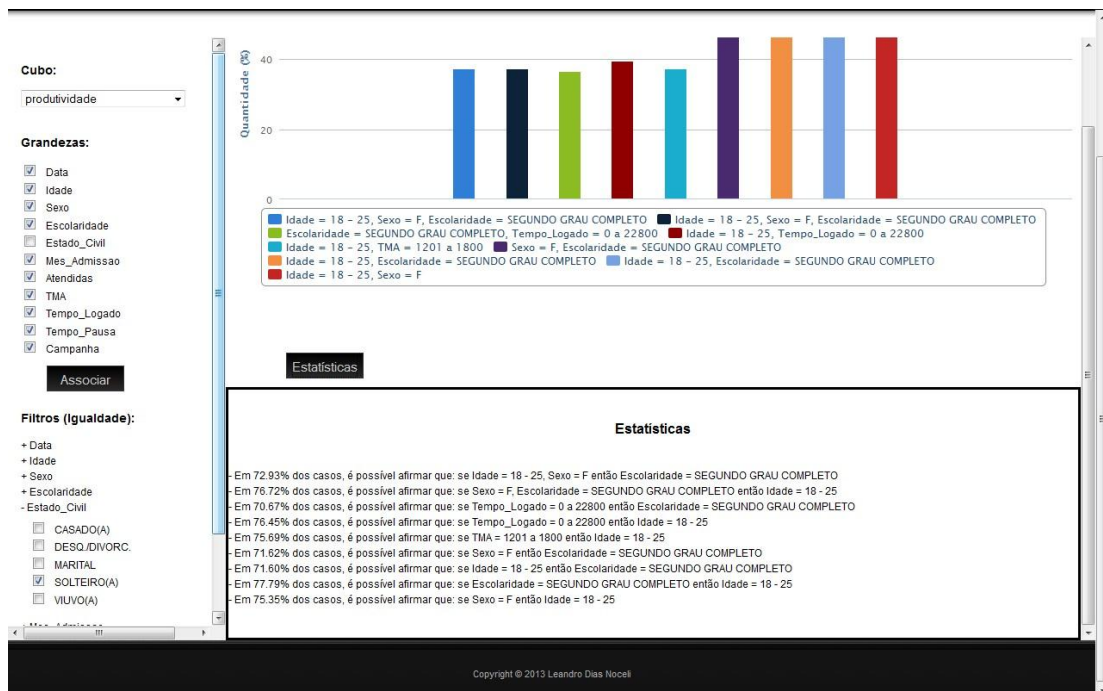 Cubo:
produtividade
Grandezas:
Data
Idade
Sexo
Escolaridade
Estado_Civil
Mes_Admissao
Atendidas
TMA
Tempo_Logado
Tempo_Pausa
Campanha
Associar
Filtros (Igualdade):
+ Data
+ Idade
+ Sexo
+ Escolaridade
- Estado_Civil
CASADO(A)
DESQ./DIVORC.
MARITAL
SOLTEIRO(A)
VIUVO(A)
Quantidade (%)
40
20
0
Idade = 18 - 25, Sexo = F, Escolaridade = SEGUNDO GRAU COMPLETO Idade = 18 - 25, Sexo = F, Escolaridade = SEGUNDO GRAU COMPLETO
Escolaridade = SEGUNDO GRAU COMPLETO, Tempo_Logado = 0 a 22800 Idade = 18 - 25, Tempo_Logado = 0 a 22800
Idade = 18 - 25, TMA = 1201 a 1800 Sexo = F, Escolaridade = SEGUNDO GRAU COMPLETO
Idade = 18 - 25, Escolaridade = SEGUNDO GRAU COMPLETO Idade = 18 - 25, Escolaridade = SEGUNDO GRAU COMPLETO
Idade = 18 - 25, Sexo = F
Estatísticas
Estatísticas
- Em 72.93% dos casos, é possível afirmar que: se Idade = 18 - 25, Sexo = F então Escolaridade = SEGUNDO GRAU COMPLETO
- Em 76.72% dos casos, é possível afirmar que: se Sexo = F, Escolaridade = SEGUNDO GRAU COMPLETO então Idade = 18 - 25
- Em 70.67% dos casos, é possível afirmar que: se Tempo_Logado = 0 a 22800 então Escolaridade = SEGUNDO GRAU COMPLETO
- Em 76.45% dos casos, é possível afirmar que: se Tempo_Logado = 0 a 22800 então Idade = 18 - 25
- Em 75.69% dos casos, é possível afirmar que: se TMA = 1201 a 1800 então Idade = 18 - 25
- Em 71.62% dos casos, é possível afirmar que: se Sexo = F então Escolaridade = SEGUNDO GRAU COMPLETO
- Em 71.60% dos casos, é possível afirmar que: se Idade = 18 - 25 então Escolaridade = SEGUNDO GRAU COMPLETO
- Em 77.79% dos casos, é possível afirmar que: se Escolaridade = SEGUNDO GRAU COMPLETO então Idade = 18 - 25
- Em 75.35% dos casos, é possível afirmar que: se Sexo = F então Idade = 18 - 25
Copyright © 2013 Leandro Dias Noceli